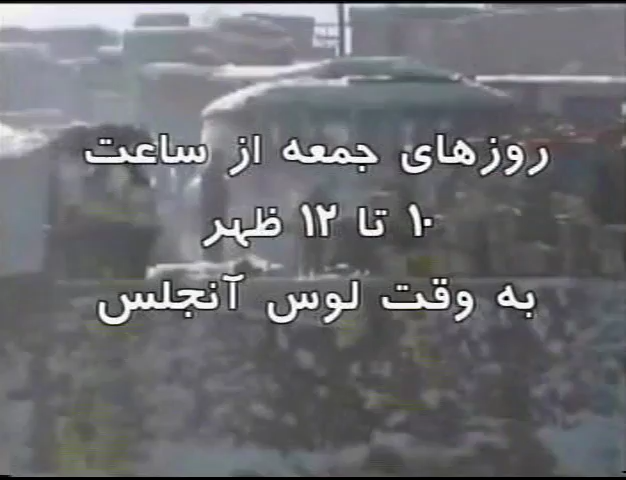 روزهای جمعه از ساعت
۱۰ تا ۱۲ ظهر
به وقت لوس آنجلس